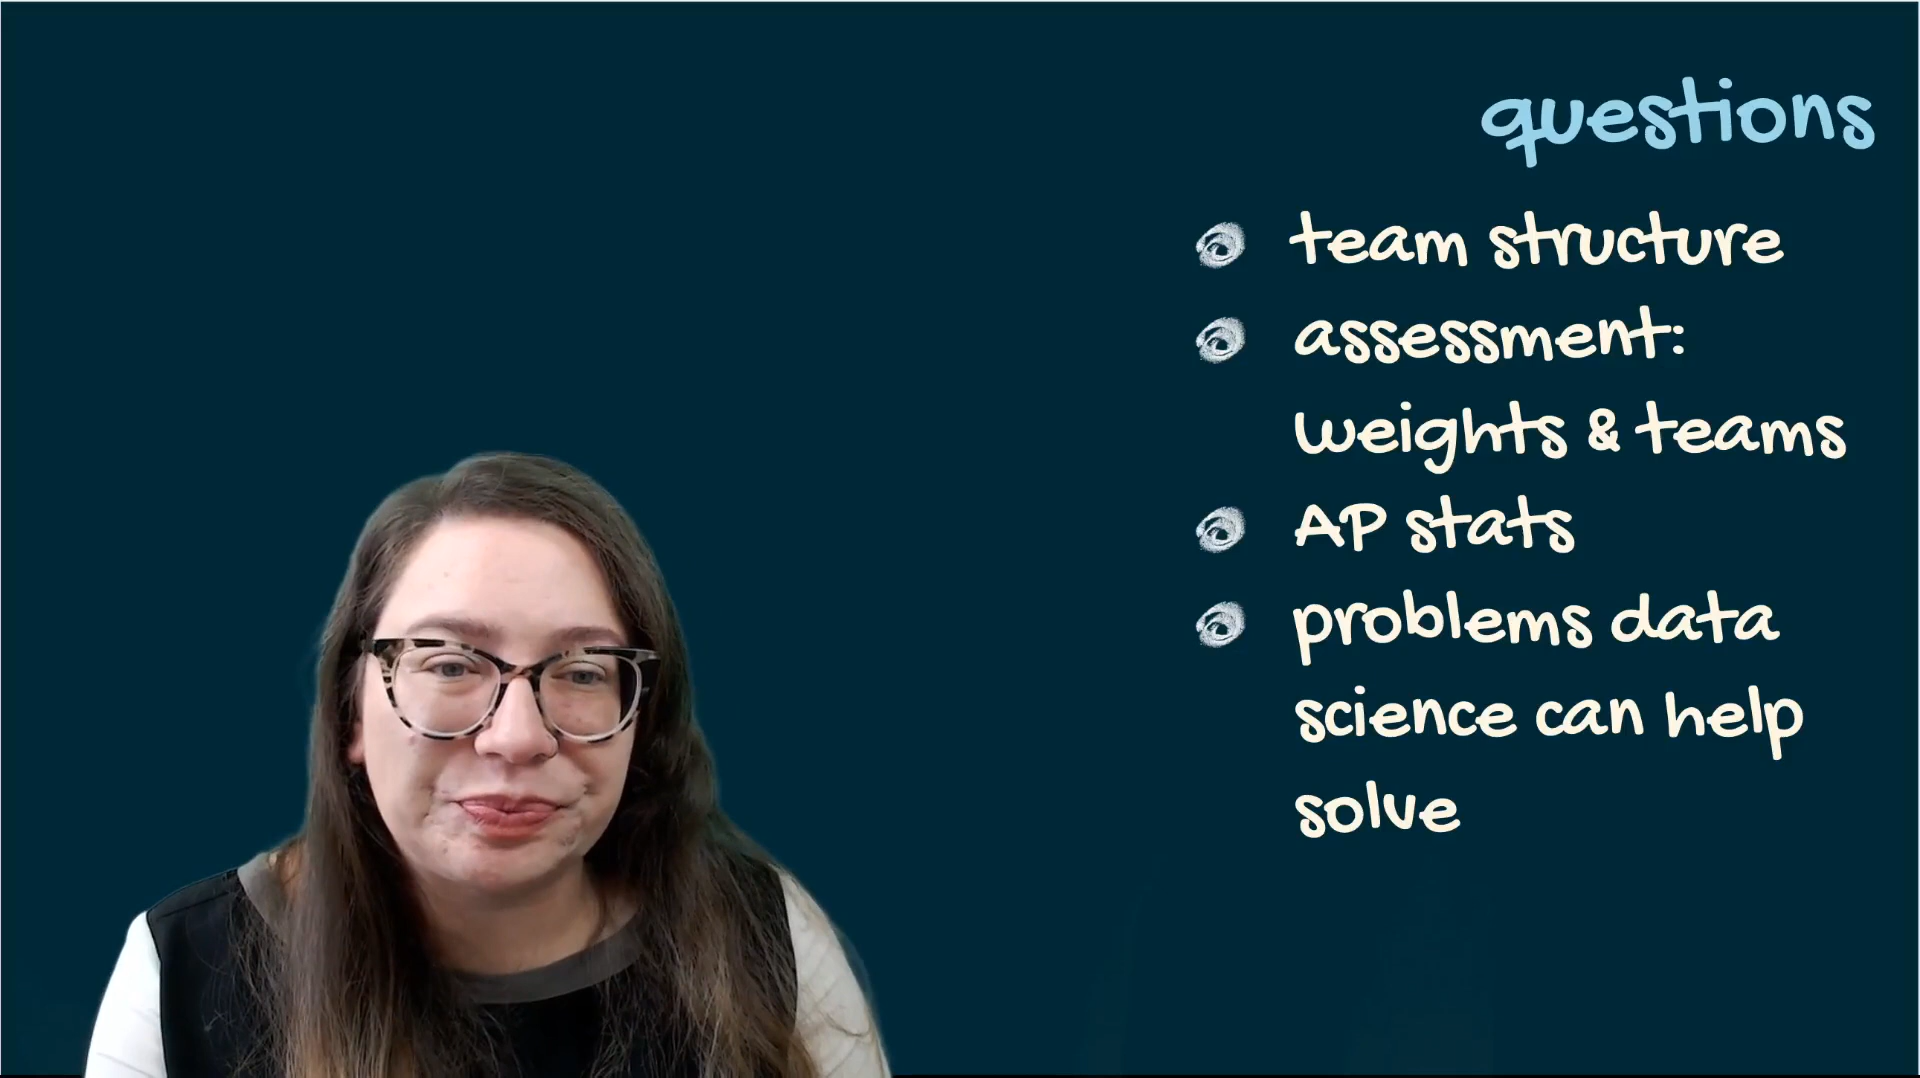 questions
team structure
assessment:
weights & teams
AP stats
problems data
science can help
solve